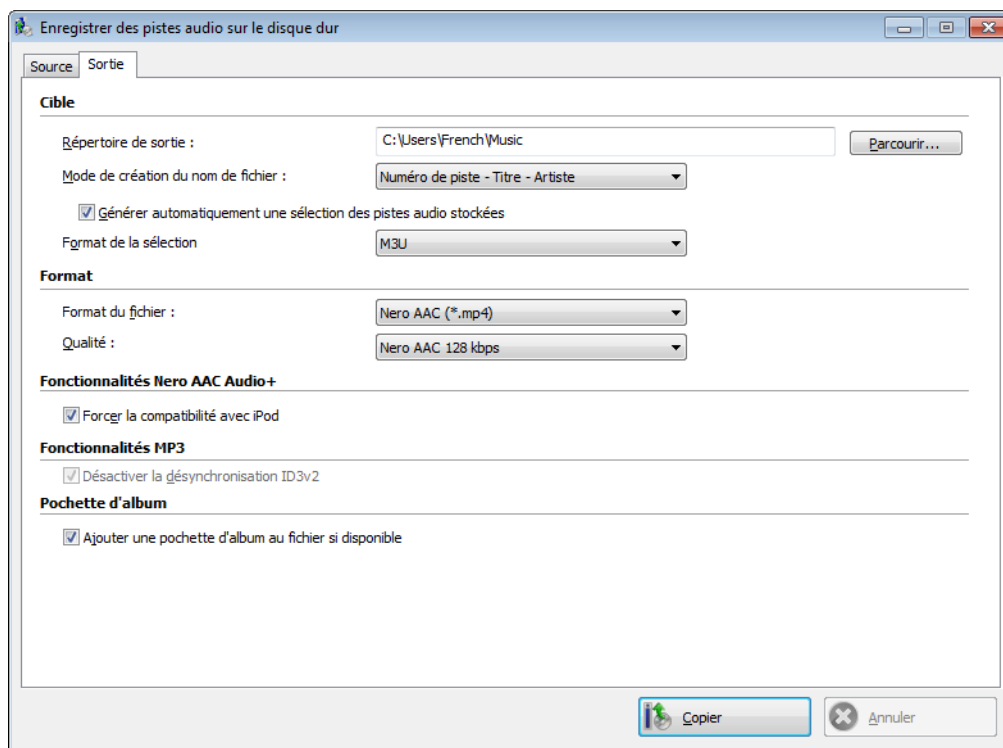 Enregistrer des pistes audio sur le disque dur
Source
Sortie
Cible
Répertoire de sortie :
C:\Users\French\Music
Parcourir...
Mode de création du nom de fichier :
Numéro de piste - Titre - Artiste
Générer automatiquement une sélection des pistes audio stockées
Format de la sélection
M3U
Format
Format du fichier :
Nero AAC (*.mp4)
Qualité :
Nero AAC 128 kbps
Fonctionnalités Nero AAC Audio+
Forcer la compatibilité avec iPod
Fonctionnalités MP3
Désactiver la désynchronisation ID3v2
Pochette d'album
Ajouter une pochette d'album au fichier si disponible
Copier
Annuler